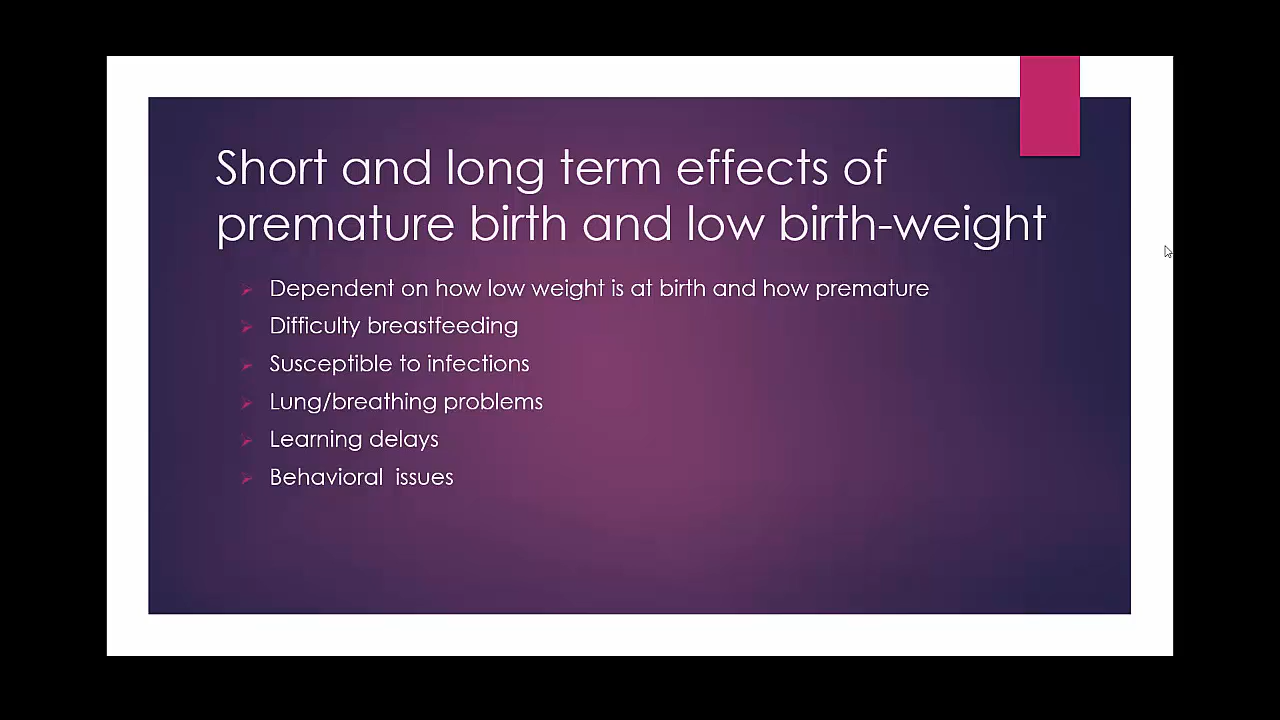 Short and long term effects of
premature birth and low birth-weight
Dependent on how low weight is at birth and how premature
Difficulty breastfeeding
Susceptible to infections
Lung/breathing problems
Learning delays
Behavioral  issues